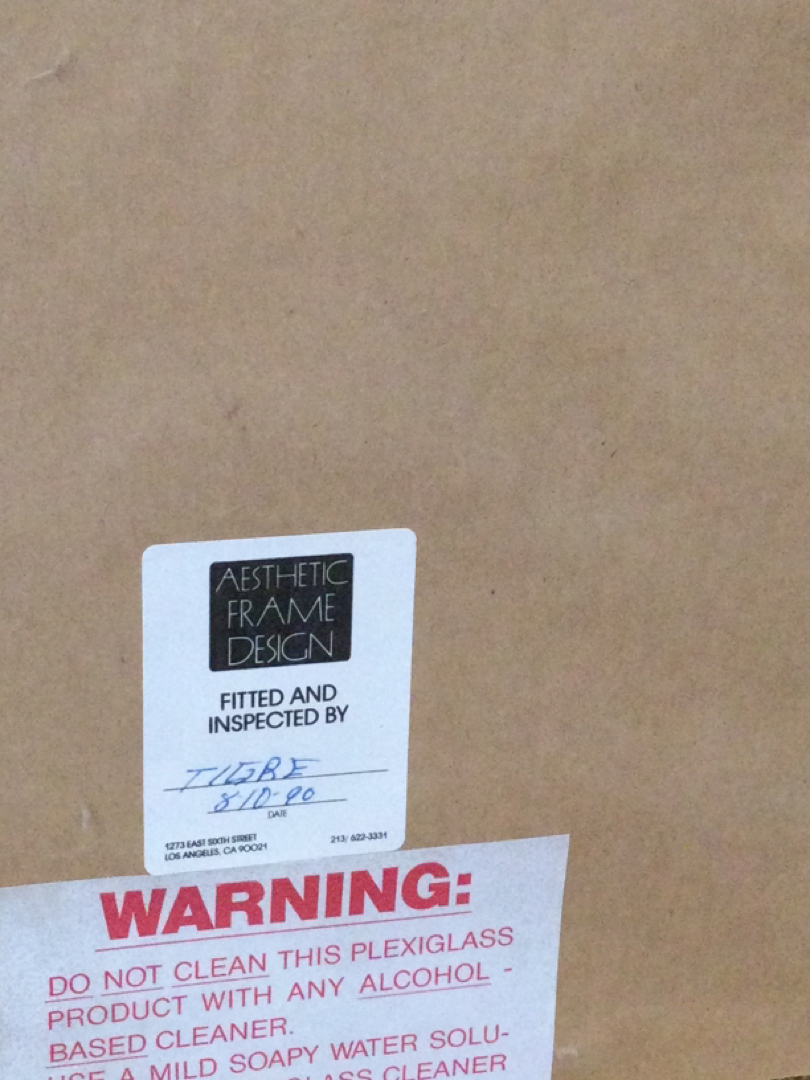 AESTHETIC
FRAME
DESIGN
FITTED AND
INSPECTED BY
TIGRE
8-10-90
DATE
1273 EAST SIXTH STREET
LOS ANGELES, CA 90021
213/ 622-3331
WARNING:
DO NOT CLEAN THIS PLEXIGLASS
PRODUCT WITH ANY ALCOHOL -
BASED CLEANER.
USE A MILD SOAPY WATER SOLU-
GLASS CLEANER